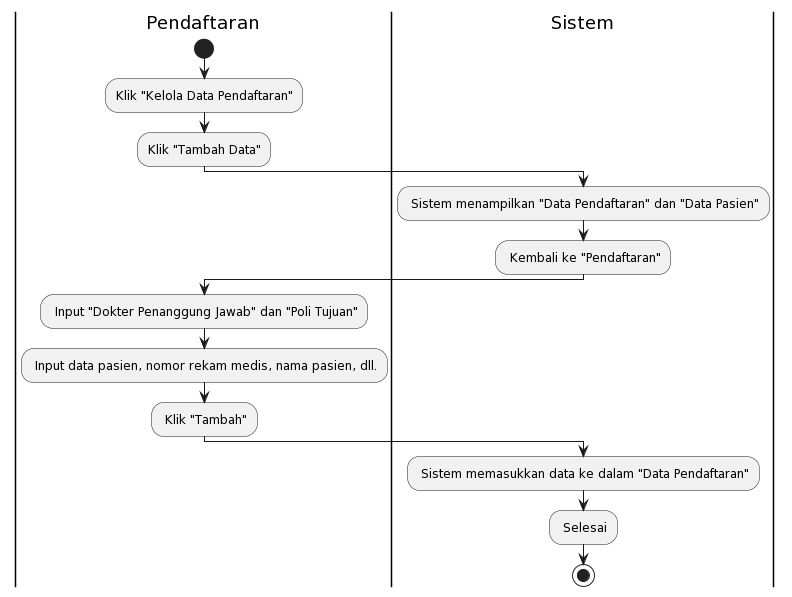 Pendaftaran
Sistem
Klik "Kelola Data Pendaftaran"
Klik "Tambah Data"
Sistem menampilkan "Data Pendaftaran" dan "Data Pasien"
Kembali ke "Pendaftaran"
Input "Dokter Penanggung Jawab" dan "Poli Tujuan"
Input data pasien, nomor rekam medis, nama pasien, dll.
Klik "Tambah"
Sistem memasukkan data ke dalam "Data Pendaftaran"
Selesai